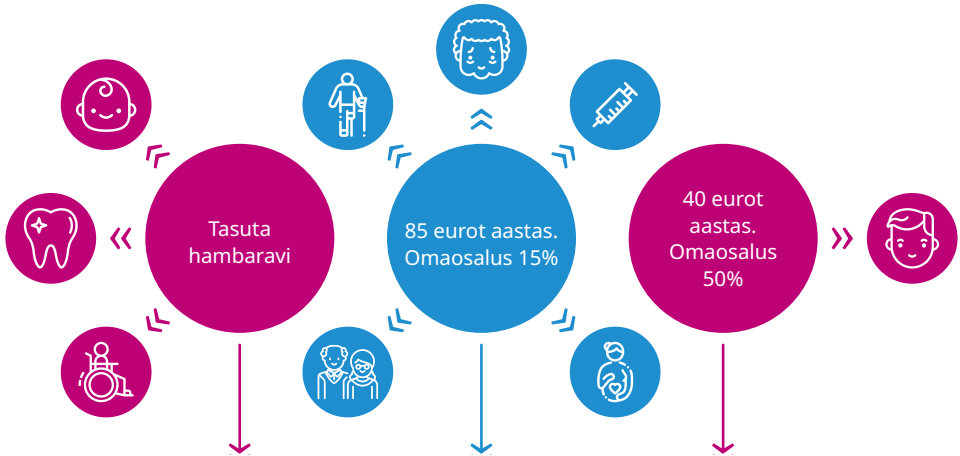 Tasuta
hambaravi
85 eurot aastas.
Omaosalus 15%
40 eurot
aastas.
Omaosalus
50%